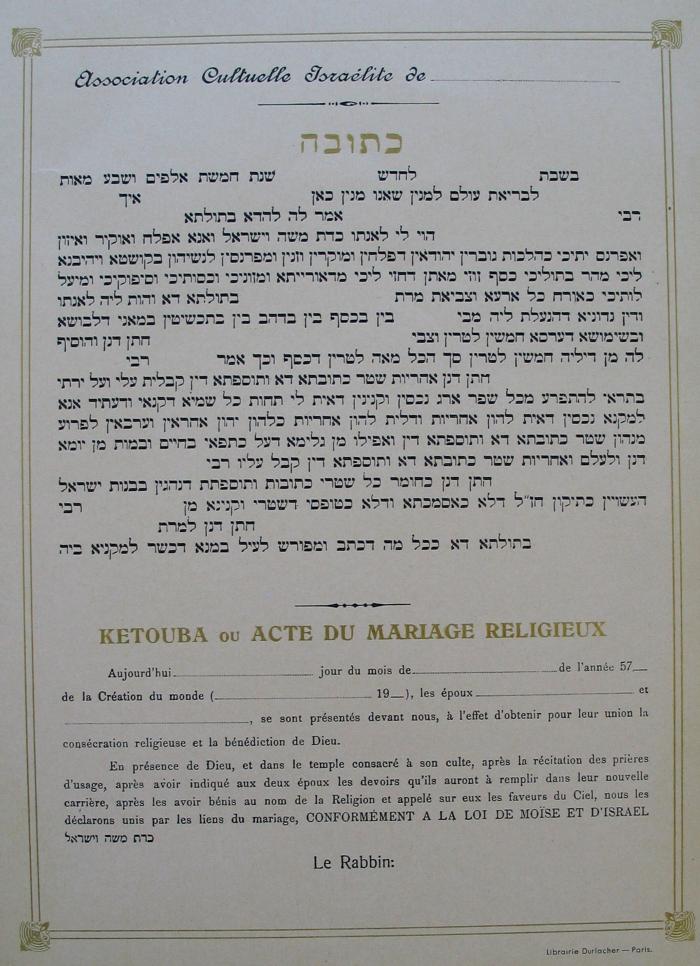 Association Cultuelle Israélite de
כתובה
בשבת לחדש שנת חמשת אלפים ושבע מאות
לבריאת עולם למנין שאנו מנין כאן איך
רבי אמר לה להדא בתולתא
הוי לי לאנתו כדת משה וישראל ואנא אפלח ואוקיר ואיזון
ואפרנס יתיכי כהלכות גוברין יהודאין דפלחין ומוקרין וזנין ומפרנסין לנשיהון בקושטא ויהיבנא
ליכי מהר בתוליכי כסף זוזי מאתן דחזי ליכי מדאורייתא ומזוניכי וכסותיכי וסיפוקיכי ומיעל
לותיכי כאורח כל ארעא וצביאת מרת בתולתא דא והות ליה לאנתו
ודין נדוניא דהנעלת ליה מבי בין בכסף בין בדהב בין בתכשיטין במאני דלבושא
ובשימושא דערסא חמשין לטרין וצבי חתן דנן והוסיף
לה מן דיליה חמשין לטרין סך הכל מאה לטרין דכסף וכך אמר רבי
חתן דנן אחריות שטר כתובתא דא ותוספתא דין קבלית עלי ועל ירתי
בתראי להתפרע מכל שפר ארג נכסין וקנינין דאית לי תחות כל שמיא דקנאי ודעתיד אנא
למקנא נכסין דאית להון אחריות ודלית להון אחריות כלהון יהון אחראין וערבאין לפרוע
מנהון שטר כתובתא דא ותוספתא דין ואפילו מן גלימא דעל כתפאי בחיים ובמות מן יומא
דנן ולעלם ואחריות שטר כתובתא דא ותוספתא דין קבל עליו רבי
חתן דנן כחומר כל שטרי כתובות ותוספתת דנהגין בבנות ישראל
העשויין כתיקון חז״ל דלא כאסמכתא ודלא כטופסי דשטרי וקנינא מן רבי
חתן דנן למרת
בתולתא דא ככל מה דכתב ומפורש לעיל במנא דכשר למקניא ביה
KETOUBA OU ACTE DU MARIAGE RELIGIEUX
Aujourd'hui jour du mois de de l'année 57
de la Création du monde ( 19 ), les époux et
, se sont présentés devant nous, à l'effet d'obtenir pour leur union la
consécration religieuse et la bénédiction de Dieu.
En présence de Dieu, et dans le temple consacré à son culte, après la récitation des prières
d'usage, après avoir indiqué aux deux époux les devoirs qu'ils auront à remplir dans leur nouvelle
carrière, après les avoir bénis au nom de la Religion et appelé sur eux les faveurs du Ciel, nous les
déclarons unis par les liens du mariage, CONFORMÉMENT A LA LOI DE MOÏSE ET D'ISRAEL
כדת משה וישראל
Le Rabbin:
Librairie Durlacher — Paris.